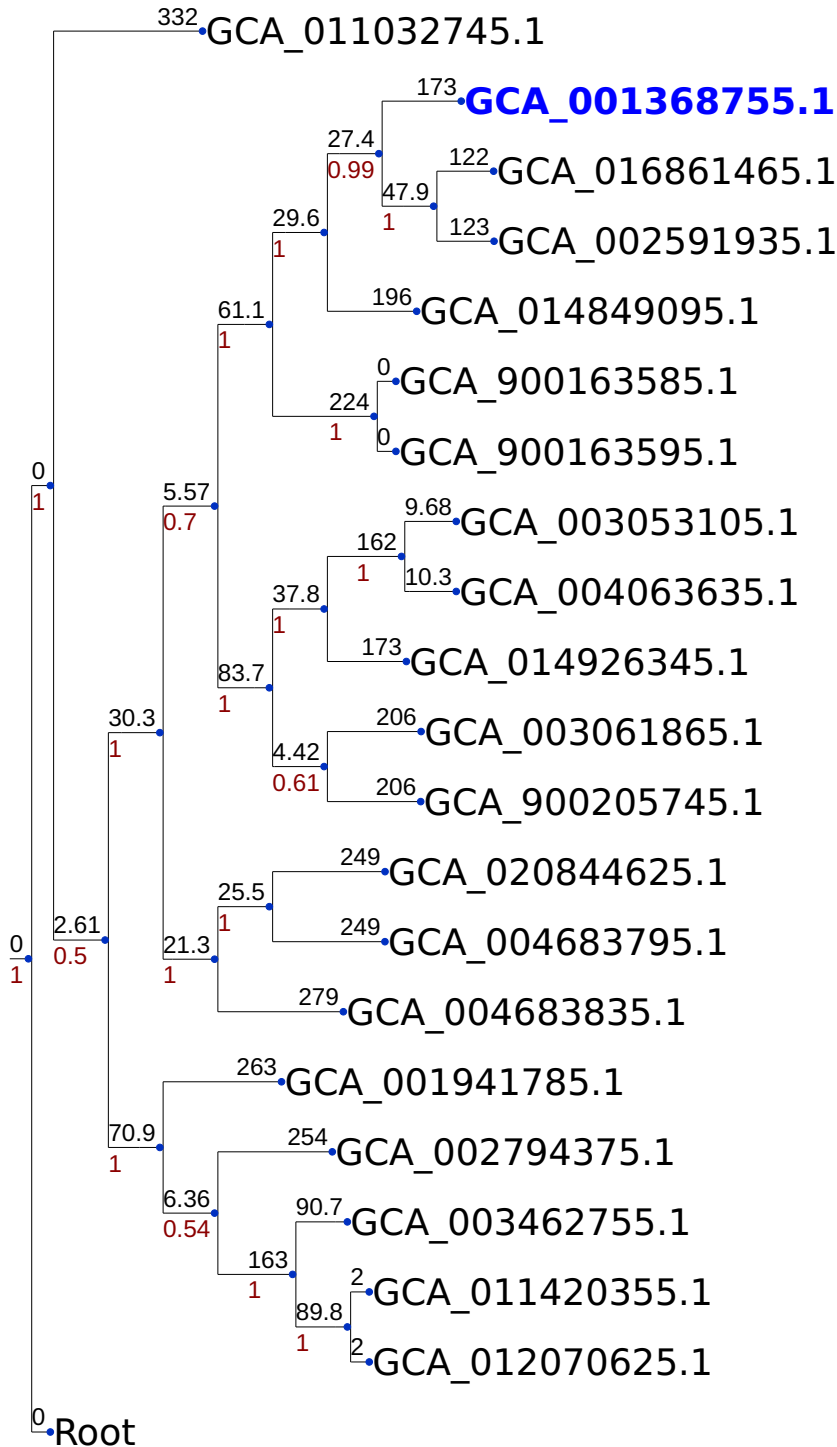 332 GCA_011032745.1
173 GCA_001368755.1
27.4
0.99
122 GCA_016861465.1
47.9
1
29.6
1
123 GCA_002591935.1
196 GCA_014849095.1
61.1
1
0 GCA_900163585.1
224
1
0 GCA_900163595.1
0
1
5.57
0.7
9.68 GCA_003053105.1
162
1
10.3 GCA_004063635.1
37.8
1
173 GCA_014926345.1
83.7
1
206 GCA_003061865.1
30.3
1
4.42
0.61
206 GCA_900205745.1
249 GCA_020844625.1
25.5
1
249 GCA_004683795.1
2.61
0.5
0
1
21.3
1
279 GCA_004683835.1
263 GCA_001941785.1
70.9
1
254 GCA_002794375.1
6.36
0.54
90.7 GCA_003462755.1
163
1
2 GCA_011420355.1
89.8
1
2 GCA_012070625.1
0 Root